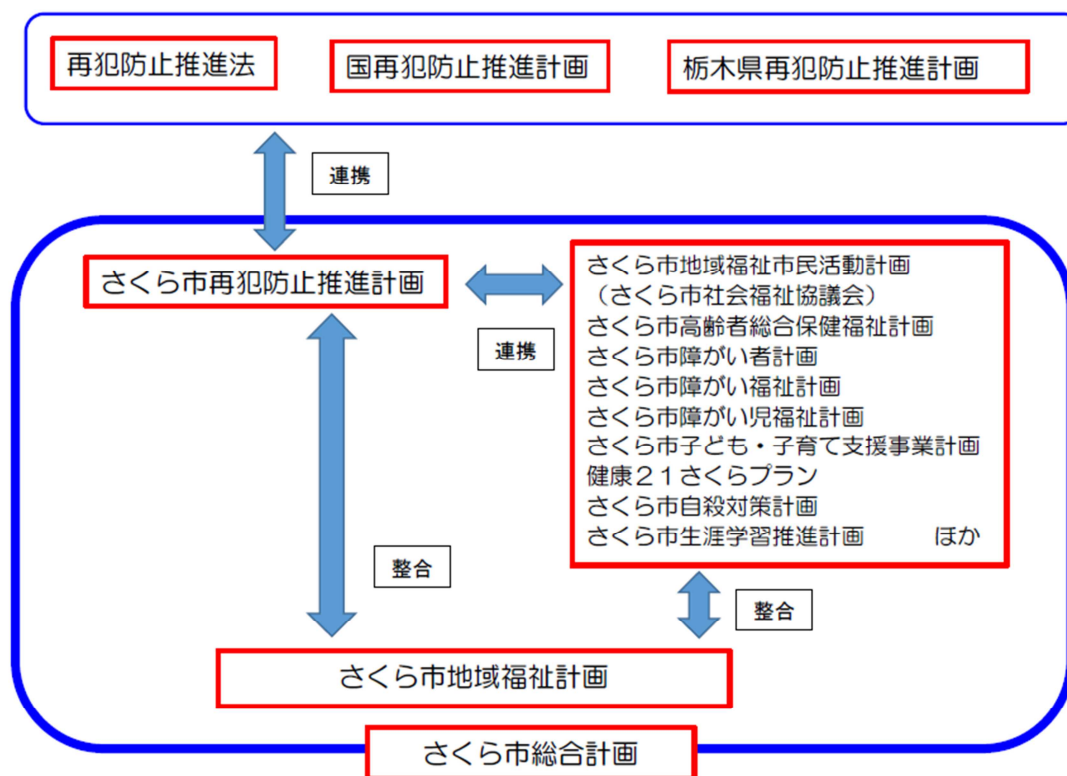 再犯防止推進法
国再犯防止推進計画
栃木県再犯防止推進計画
連携
さくら市再犯防止推進計画
連携
さくら市地域福祉市民活動計画
（さくら市社会福祉協議会）
さくら市高齢者総合保健福祉計画
さくら市障がい者計画
さくら市障がい福祉計画
さくら市障がい児福祉計画
さくら市子ども・子育て支援事業計画
健康２１さくらプラン
さくら市自殺対策計画
さくら市生涯学習推進計画　　　ほか
整合
整合
さくら市地域福祉計画
さくら市総合計画